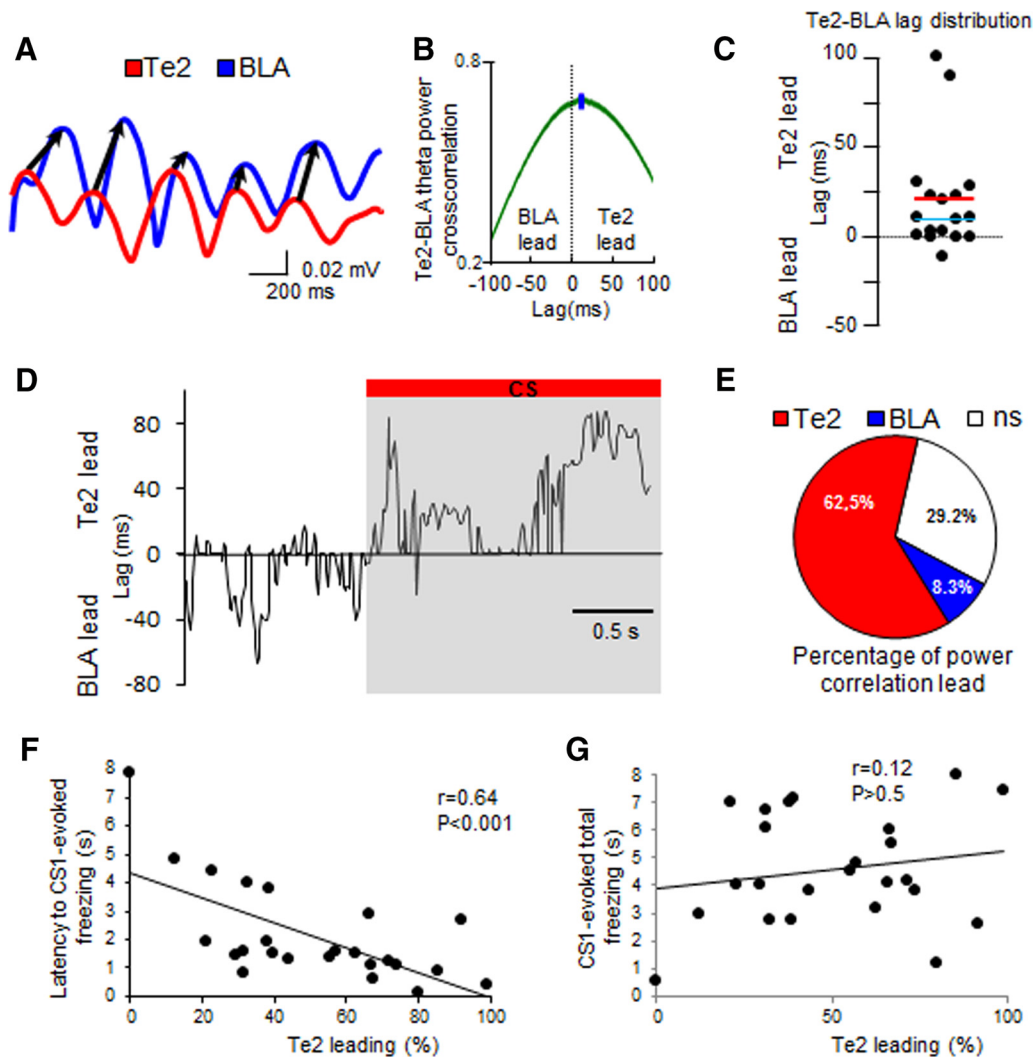 A
Te2 BLA
0.02 mV
200 ms
B
Te2-BLA theta power
crosscorrelation
0.8
0.2
BLA
lead
Te2
lead
-100 -50 0 50 100
Lag(ms)
C
Te2-BLA lag distribution
BLA lead Te2 lead
Lag (ms)
100
50
0
-50
D
BLA lead Te2 lead
Lag (ms)
80
40
0
-40
-80
CS
0.5 s
E
Te2 BLA ns
62,5%
29.2%
8.3%
Percentage of power
correlation lead
F
Latency to CS1-evoked
freezing (s)
8
7
6
5
4
3
2
1
0
r=0.64
P<0.001
0 20 40 60 80 100
Te2 leading (%)
G
CS1-evoked total
freezing (s)
8
7
6
5
4
3
2
1
0
r=0.12
P>0.5
0 50 100
Te2 leading (%)